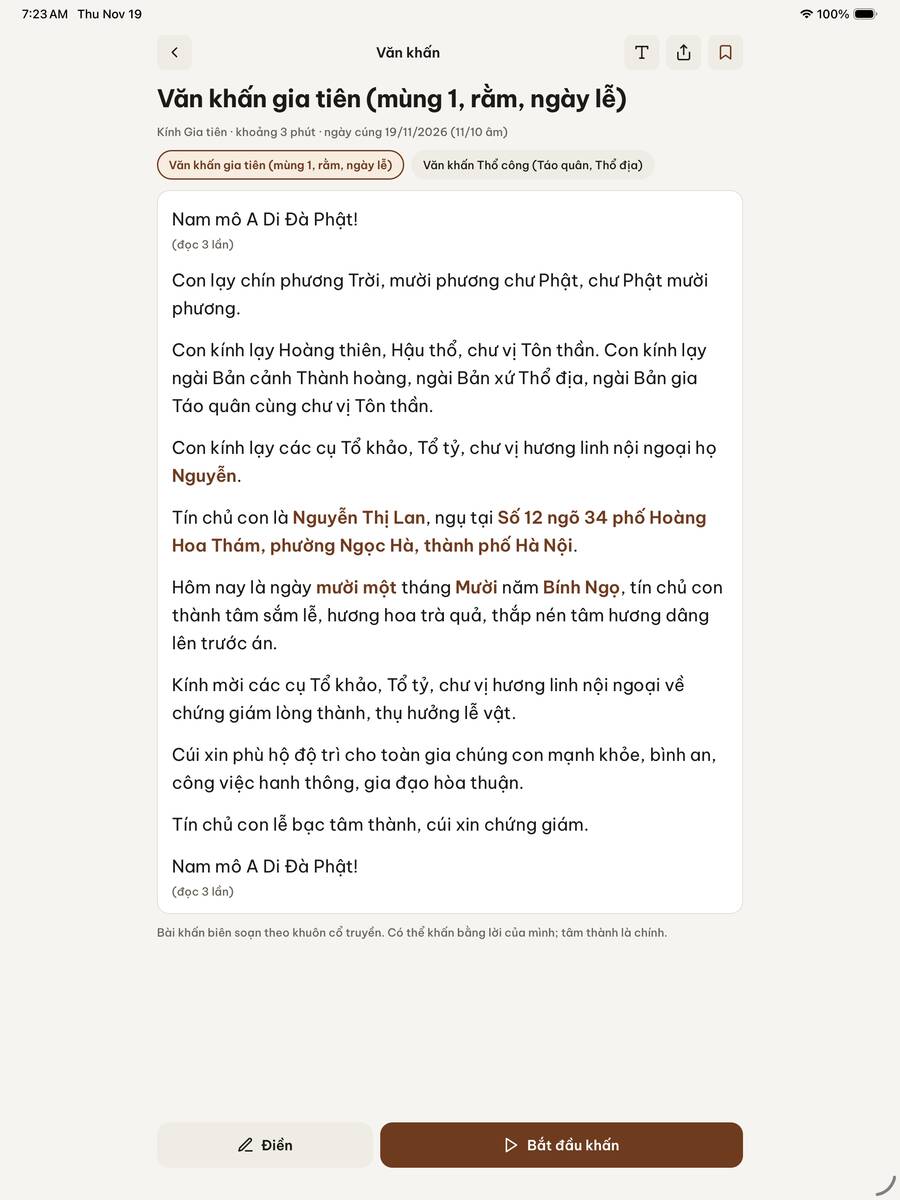 7:23 AM Thu Nov 19
100%
Văn khấn
Văn khấn gia tiên (mùng 1, rằm, ngày lễ)
Kính Gia tiên · khoảng 3 phút · ngày cúng 19/11/2026 (11/10 âm)
Văn khấn gia tiên (mùng 1, rằm, ngày lễ)
Văn khấn Thổ công (Táo quân, Thổ địa)
Nam mô A Di Đà Phật!
(đọc 3 lần)
Con lạy chín phương Trời, mười phương chư Phật, chư Phật mười
phương.
Con kính lạy Hoàng thiên, Hậu thổ, chư vị Tôn thần. Con kính lạy
ngài Bản cảnh Thành hoàng, ngài Bản xứ Thổ địa, ngài Bản gia
Táo quân cùng chư vị Tôn thần.
Con kính lạy các cụ Tổ khảo, Tổ tỷ, chư vị hương linh nội ngoại họ
Nguyễn.
Tín chủ con là Nguyễn Thị Lan, ngụ tại Số 12 ngõ 34 phố Hoàng
Hoa Thám, phường Ngọc Hà, thành phố Hà Nội.
Hôm nay là ngày mười một tháng Mười năm Bính Ngọ, tín chủ con
thành tâm sắm lễ, hương hoa trà quả, thắp nén tâm hương dâng
lên trước án.
Kính mời các cụ Tổ khảo, Tổ tỷ, chư vị hương linh nội ngoại về
chứng giám lòng thành, thụ hưởng lễ vật.
Cúi xin phù hộ độ trì cho toàn gia chúng con mạnh khỏe, bình an,
công việc hanh thông, gia đạo hòa thuận.
Tín chủ con lễ bạc tâm thành, cúi xin chứng giám.
Nam mô A Di Đà Phật!
(đọc 3 lần)
Bài khấn biên soạn theo khuôn cổ truyền. Có thể khấn bằng lời của mình; tâm thành là chính.
Điền
Bắt đầu khấn